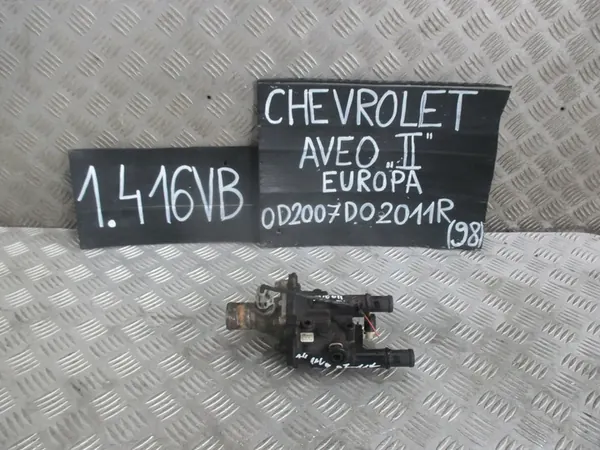 CHEVROLET
AVEO „II"
EUROPA
OD2007DO2011R
(98)
1.416VB